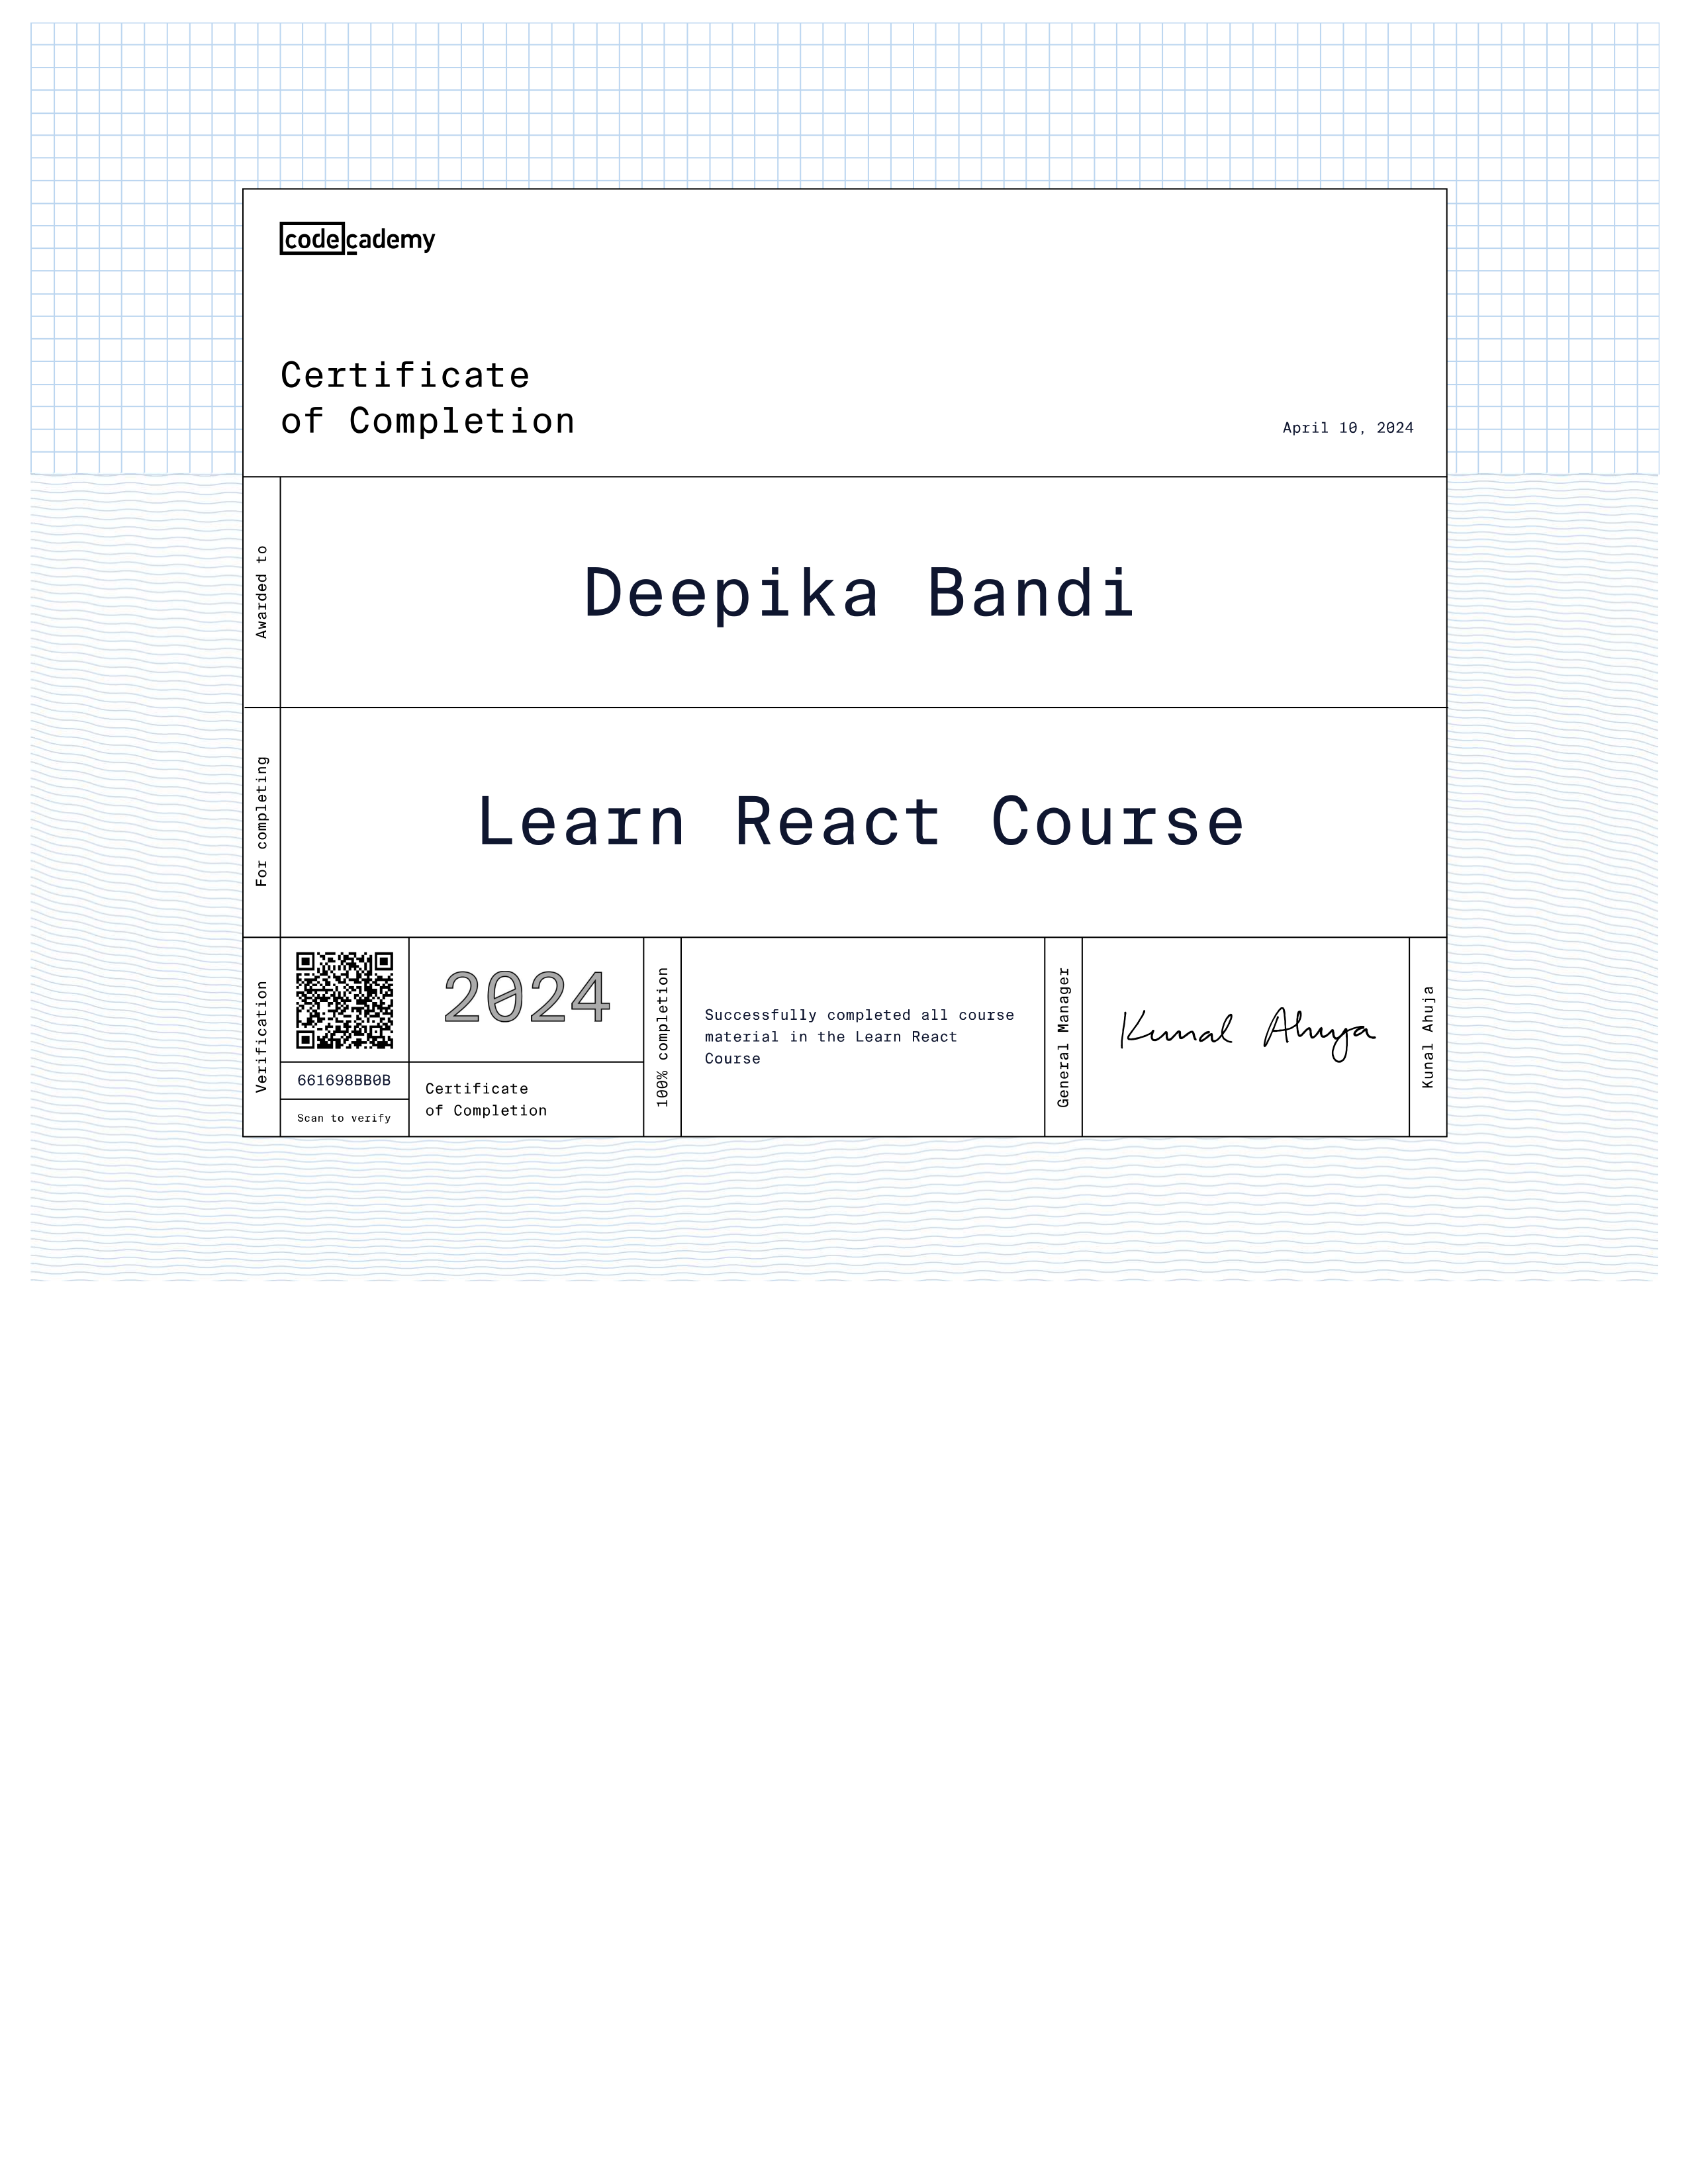 codecademy
Certificate
of Completion
April 10, 2024
Awarded to
Deepika Bandi
For completing
Learn React Course
Verification
661698BB0B
Scan to verify
2024
Certificate
of Completion
100% completion
Successfully completed all course
material in the Learn React
Course
General Manager
Kunal Ahuja
Kunal Ahuja